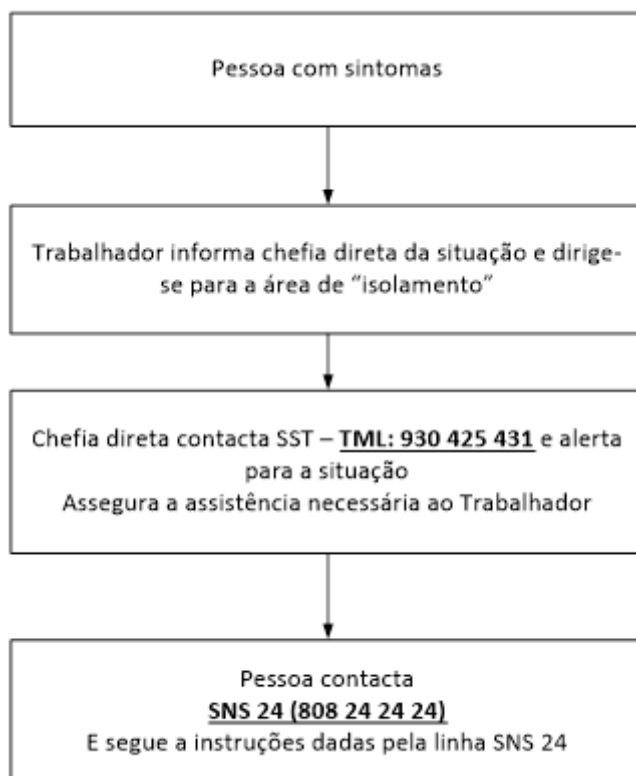 Pessoa com sintomas
Trabalhador informa chefia direta da situação e dirige-
se para a área de “isolamento”
Chefia direta contacta SST – TML: 930 425 431 e alerta
para a situação
Assegura a assistência necessária ao Trabalhador
Pessoa contacta
SNS 24 (808 24 24 24)
E segue a instruções dadas pela linha SNS 24